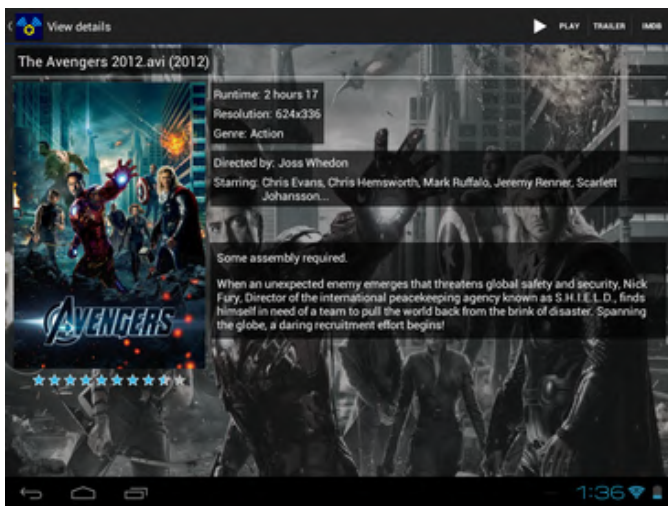 View details
PLAY TRAILER IMDB
The Avengers 2012.avi (2012)
Runtime: 2 hours 17
Resolution: 624x336
Genre: Action
Directed by: Joss Whedon
Starring: Chris Evans, Chris Hemsworth, Mark Ruffalo, Jeremy Renner, Scarlett
Johansson...
Some assembly required.
When an unexpected enemy emerges that threatens global safety and security, Nick
Fury, Director of the international peacekeeping agency known as S.H.I.E.L.D., finds
himself in need of a team to pull the world back from the brink of disaster. Spanning
the globe, a daring recruitment effort begins!
AVENGERS
1:36